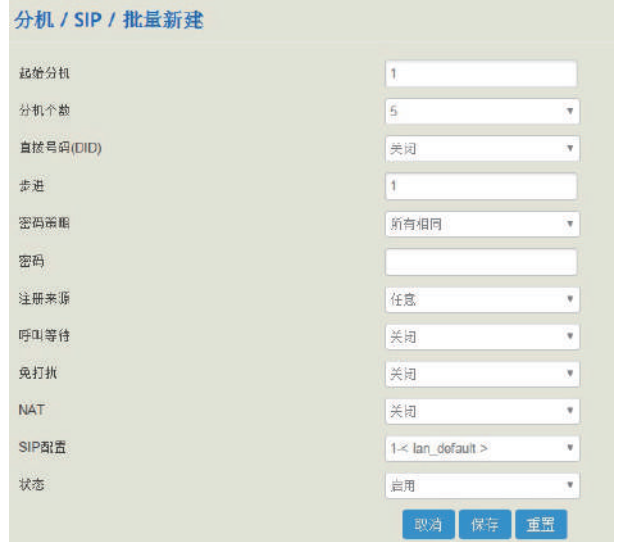 分机 / SIP / 批量新建
起始分机 1
分机个数 5
直拨号码(DID) 关闭
步进 1
密码策略 所有相同
密码
注册来源 任意
呼叫等待 关闭
免打扰 关闭
NAT 关闭
SIP配置 1-< lan_default >
状态 启用
取消 保存 重置